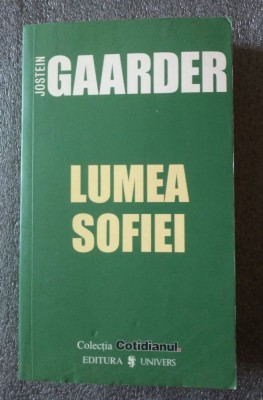 JOSTEIN
GAARDER
LUMEA
SOFIEI
Colecția Cotidianul
EDITURA UNIVERS